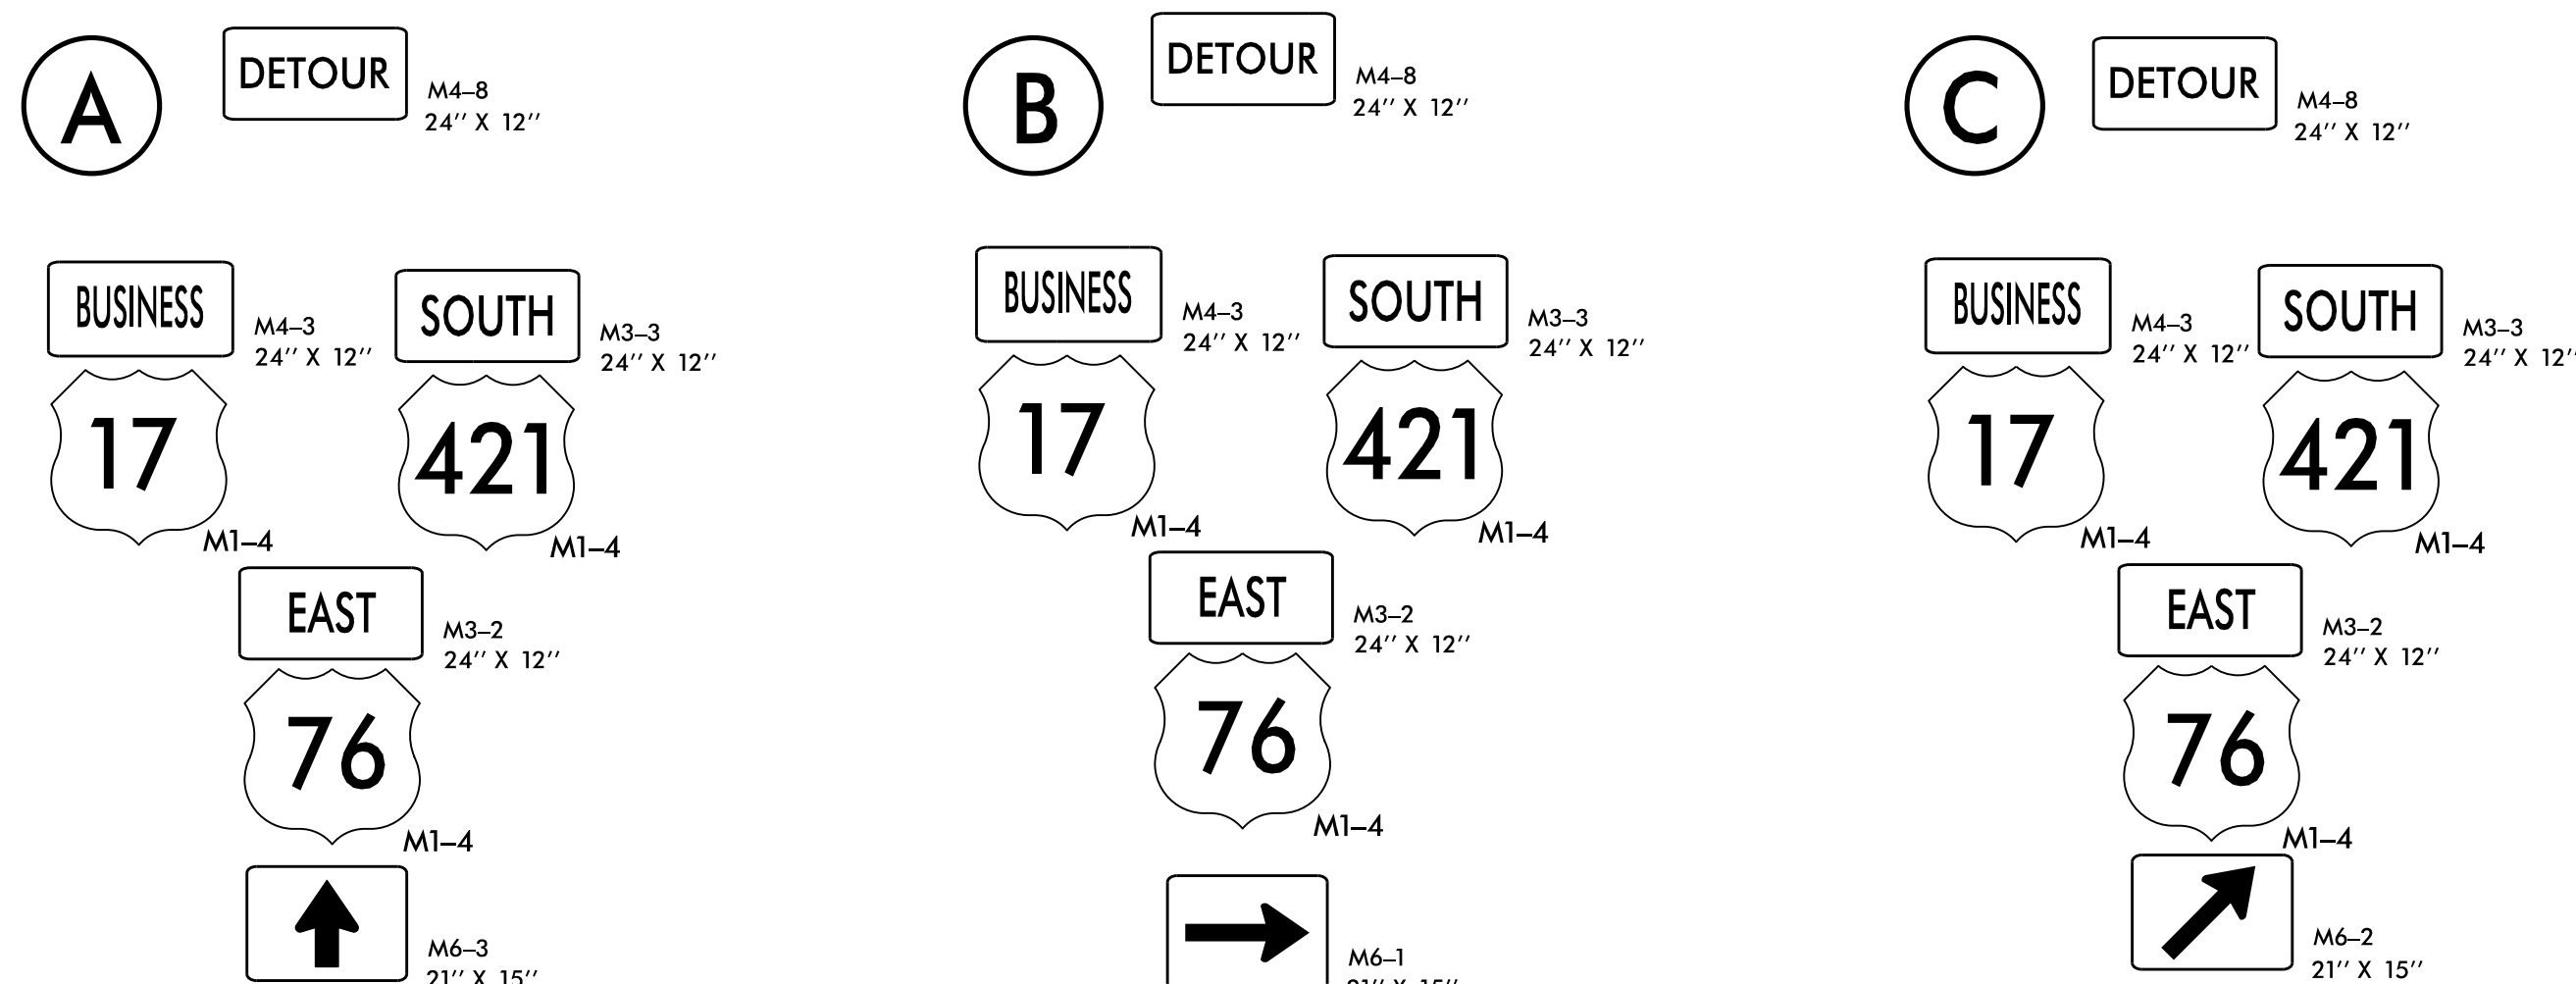 A
DETOUR
M4–8
24’’ X 12’’
BUSINESS
M4–3
24’’ X 12’’
SOUTH
M3–3
24’’ X 12’’
17
M1–4
421
M1–4
EAST
M3–2
24’’ X 12’’
76
M1–4
M6–3
21’’ X 15’’
B
DETOUR
M4–8
24’’ X 12’’
BUSINESS
M4–3
24’’ X 12’’
SOUTH
M3–3
24’’ X 12’’
17
M1–4
421
M1–4
EAST
M3–2
24’’ X 12’’
76
M1–4
M6–1
21’’ X 15’’
C
DETOUR
M4–8
24’’ X 12’’
BUSINESS
M4–3
24’’ X 12’’
SOUTH
M3–3
24’’ X 12’’
17
M1–4
421
M1–4
EAST
M3–2
24’’ X 12’’
76
M1–4
M6–2
21’’ X 15’’